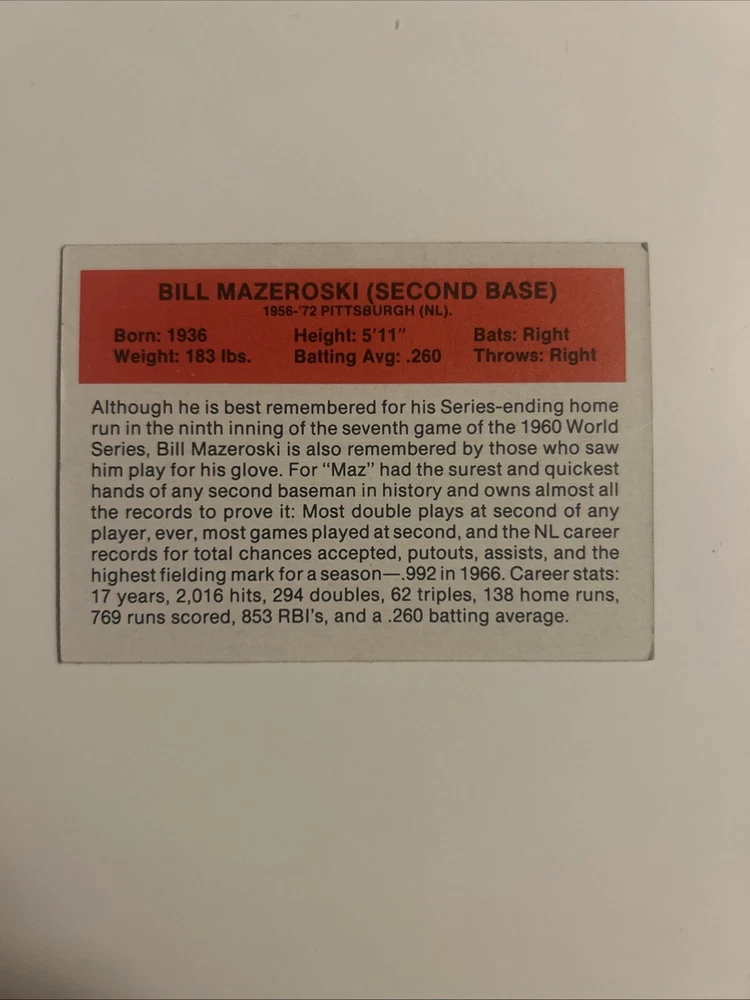 BILL MAZEROSKI (SECOND BASE)
1956-'72 PITTSBURGH (NL).
Born: 1936 Height: 5'11" Bats: Right
Weight: 183 lbs. Batting Avg: .260 Throws: Right
Although he is best remembered for his Series-ending home
run in the ninth inning of the seventh game of the 1960 World
Series, Bill Mazeroski is also remembered by those who saw
him play for his glove. For “Maz” had the surest and quickest
hands of any second baseman in history and owns almost all
the records to prove it: Most double plays at second of any
player, ever, most games played at second, and the NL career
records for total chances accepted, putouts, assists, and the
highest fielding mark for a season—.992 in 1966. Career stats:
17 years, 2,016 hits, 294 doubles, 62 triples, 138 home runs,
769 runs scored, 853 RBI's, and a .260 batting average.